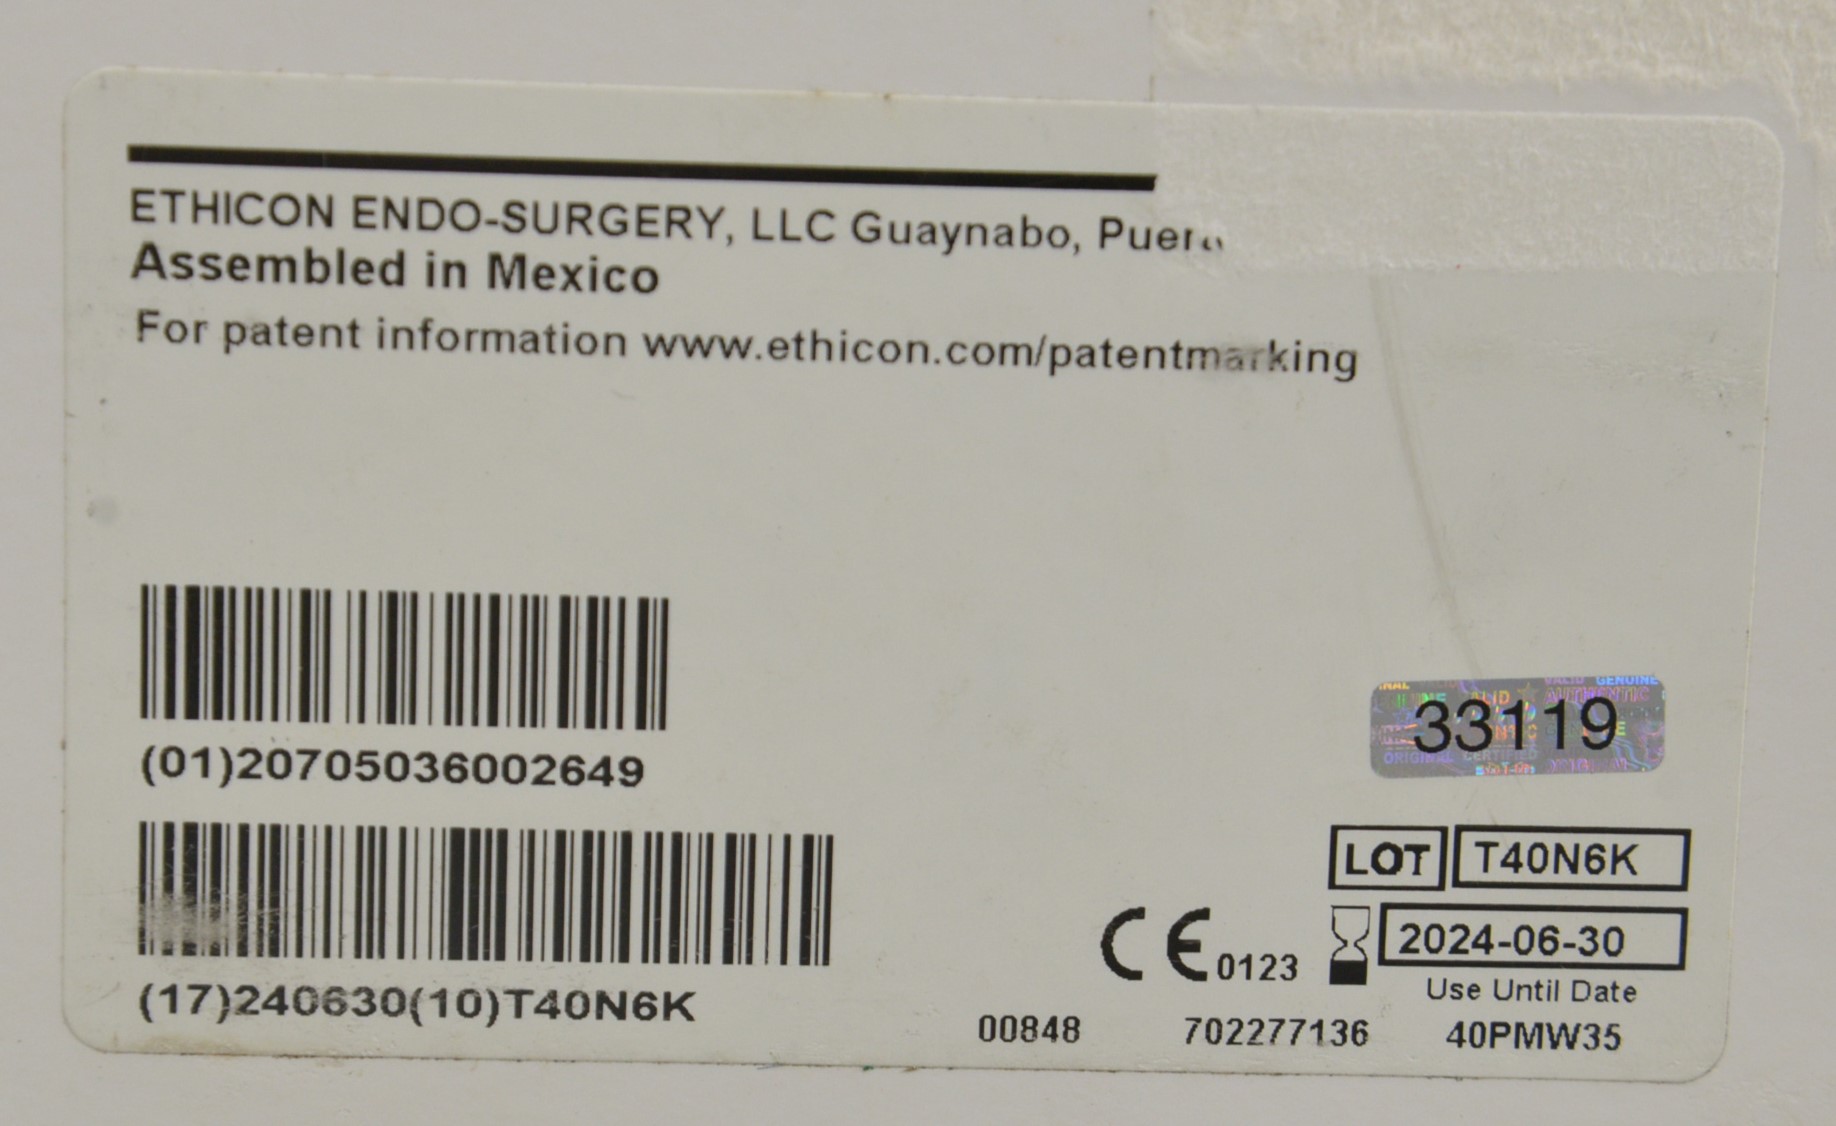 ETHICON ENDO-SURGERY, LLC Guaynabo,
Assembled in Mexico
For patent information www.ethicon.com/patentmarking
(01)20705036002649
33119
LOT T40N6K
2024-06-30
CE 0123
Use Until Date
(17)240630(10)T40N6K
00848 702277136 40PMW35